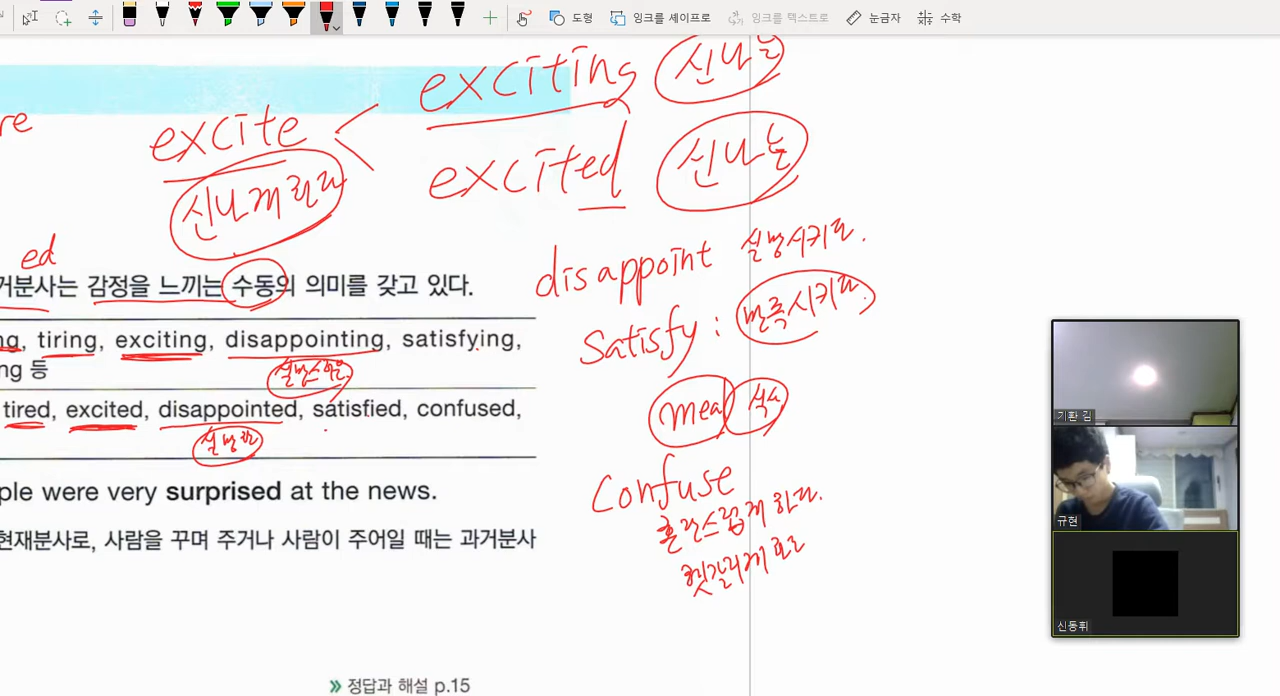 도형 잉크를 셰이프로 잉크를 텍스트로 눈금자 수학
exciting 신나는
re
excite
excited 신나는
신나게 하다
ed
disappoint 실망시키다.
거분사는 감정을 느끼는 수동의 의미를 갖고 있다.
satisfy : 만족시키다
ng, tiring, exciting, disappointing, satisfying,
ng 등
실망스러운
meal 식사
tired, excited, disappointed, satisfied, confused,
실망한
confuse
ple were very surprised at the news.
혼란스럽게 하다.
현재분사로, 사람을 꾸며 주거나 사람이 주어일 때는 과거분사
헷갈리게 하다
정답과 해설 p.15
기환 김
규현
신동휘